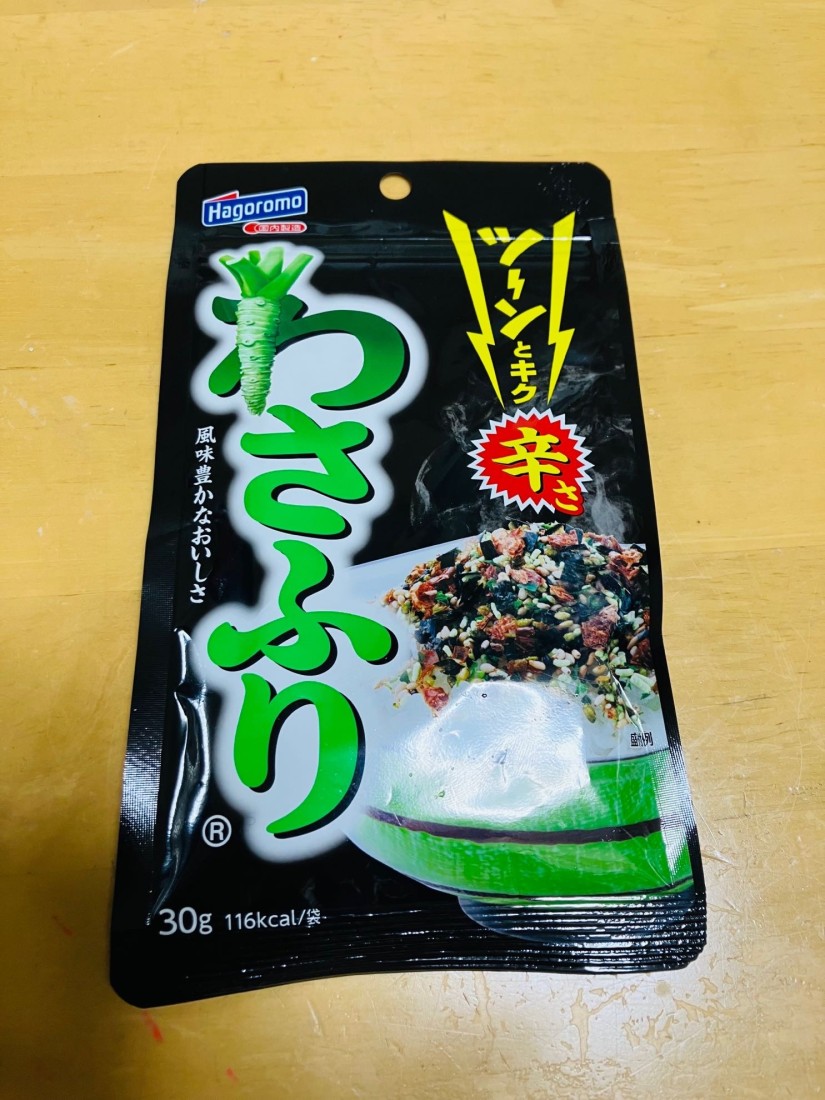 Hagoromo
国内製造
ツーンとキク
辛さ
わさふり
®
風味豊かなおいしさ
盛付例
30g 116kcal/袋